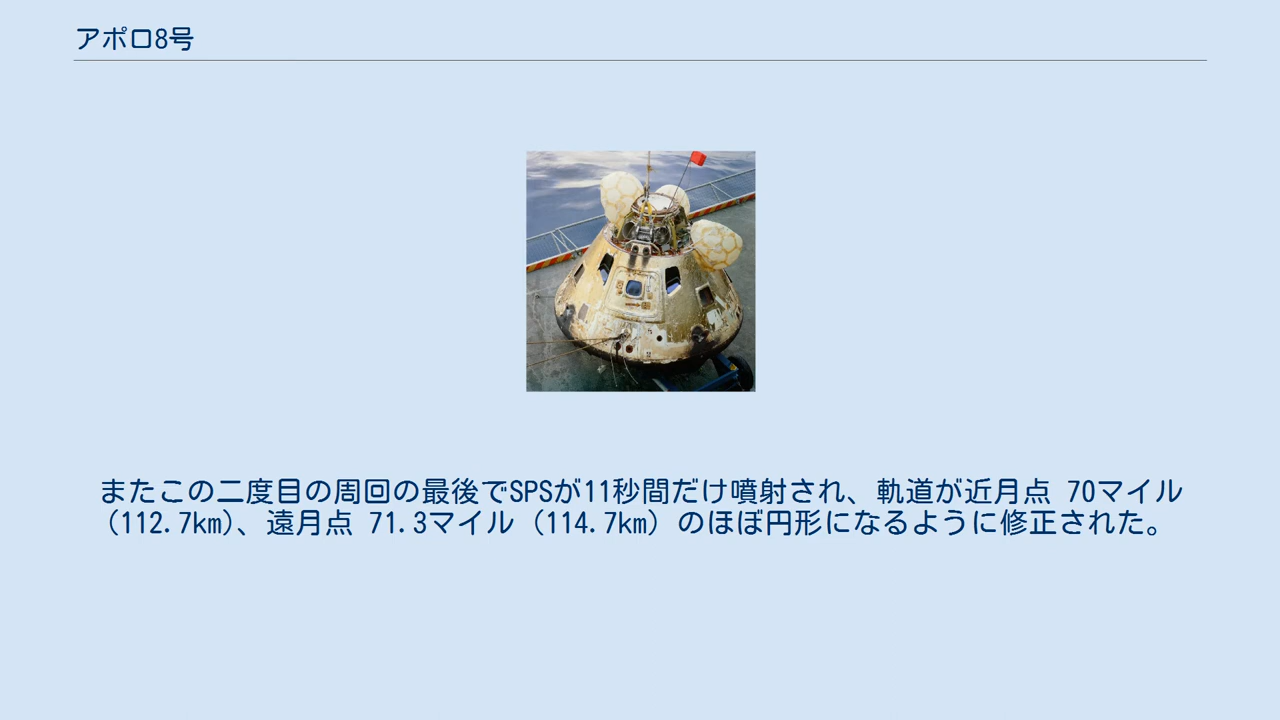 アポロ8号
またこの二度目の周回の最後でSPSが11秒間だけ噴射され、軌道が近月点 70マイル
（112.7km）、遠月点 71.3マイル（114.7km）のほぼ円形になるように修正された。